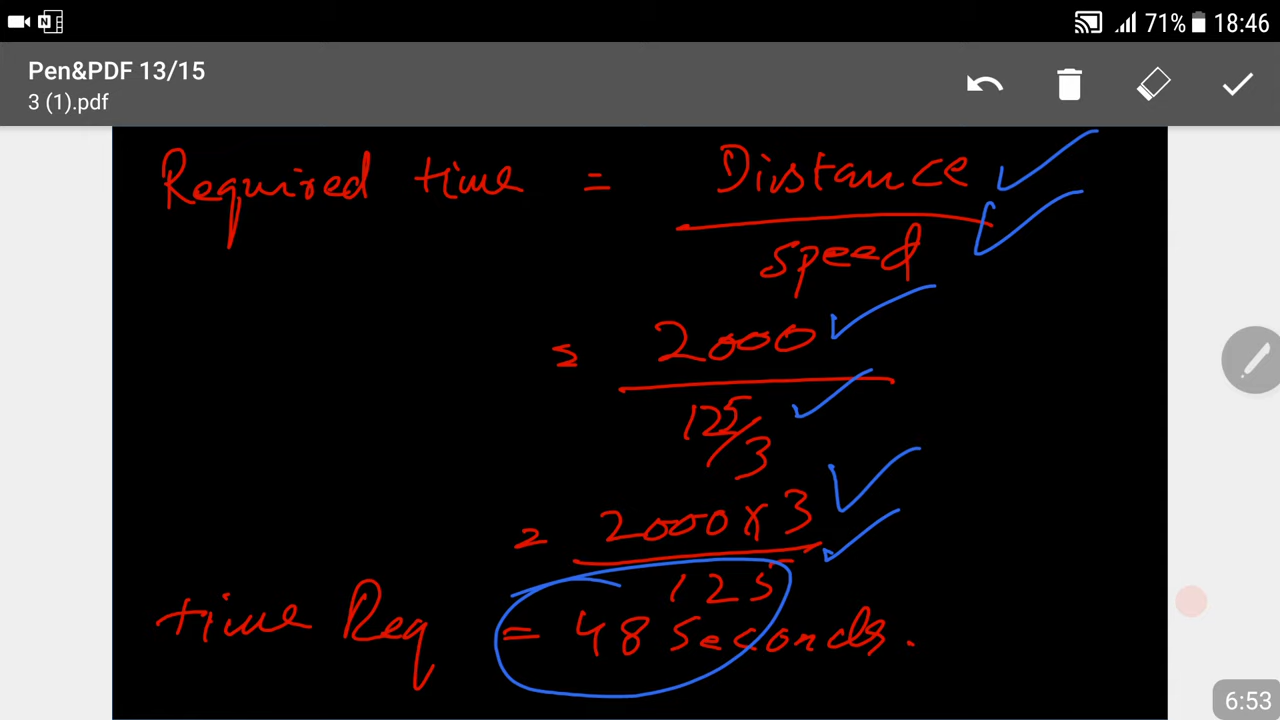 71% 18:46
Pen&PDF 13/15
3 (1).pdf
Required time = Distance
speed
= 2000
125/3
= 2000 x 3
125
time Req = 48 Seconds.
6:53